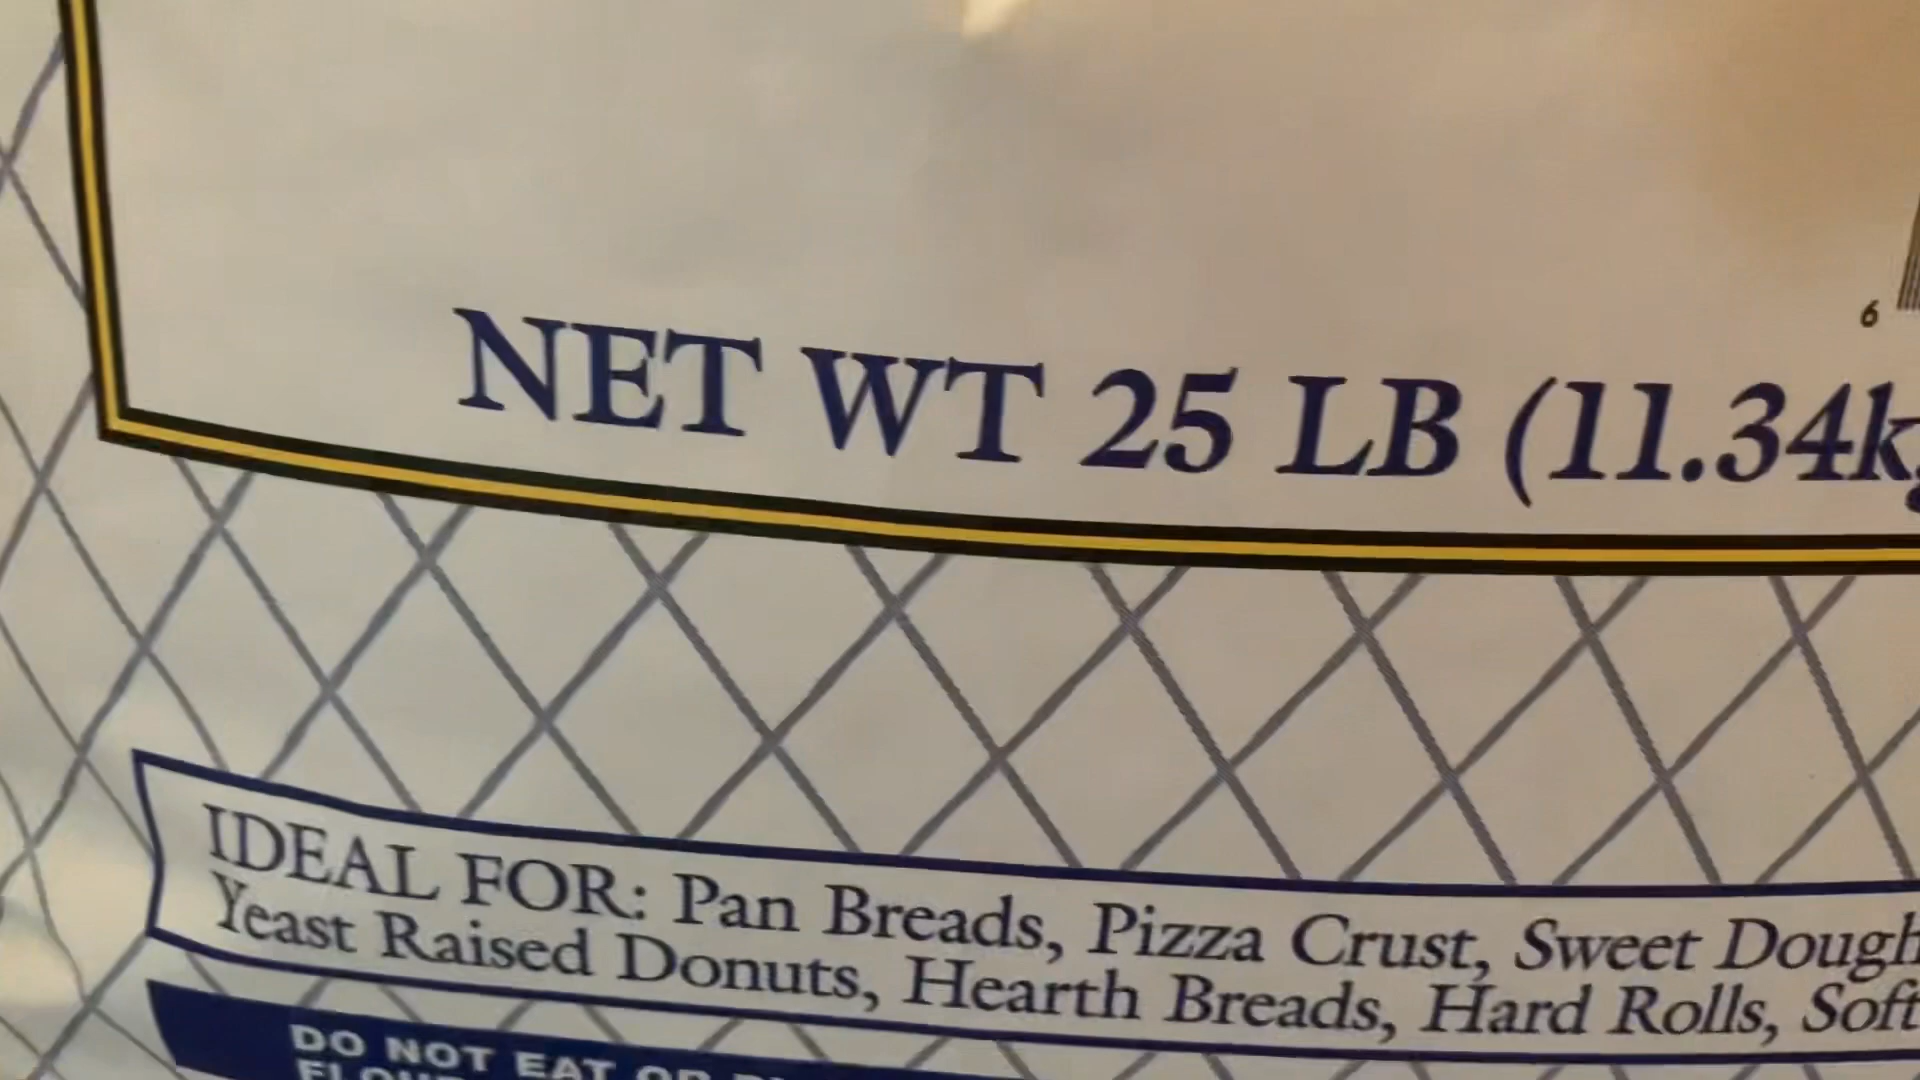 6
NET WT 25 LB (11.34kg
IDEAL FOR: Pan Breads, Pizza Crust, Sweet Dough
Yeast Raised Donuts, Hearth Breads, Hard Rolls, Soft
DO NOT EAT OR